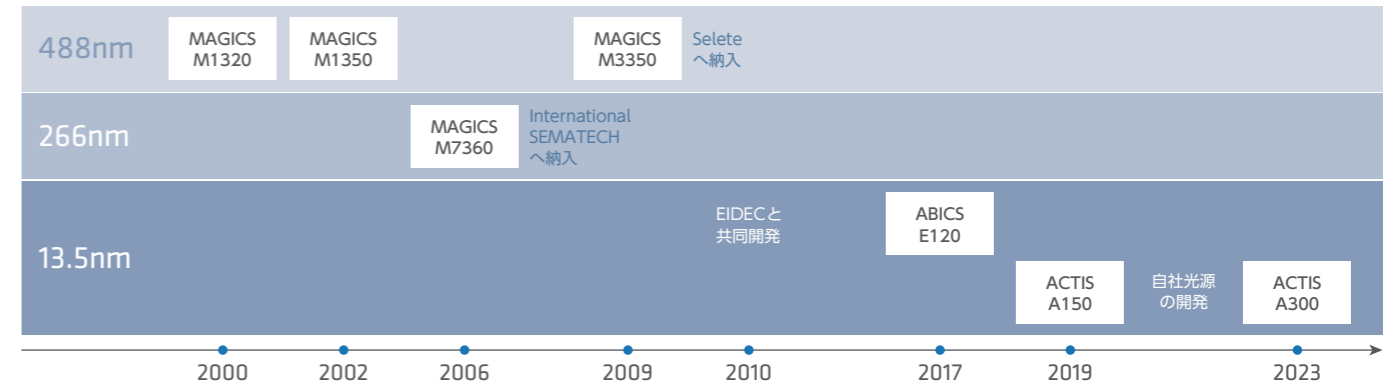 488nm
MAGICS
M1320
MAGICS
M1350
MAGICS
M3350
Selete
へ納入
266nm
MAGICS
M7360
International
SEMATECH
へ納入
13.5nm
EIDECと
共同開発
ABICS
E120
ACTIS
A150
自社光源
の開発
ACTIS
A300
2000
2002
2006
2009
2010
2017
2019
2023